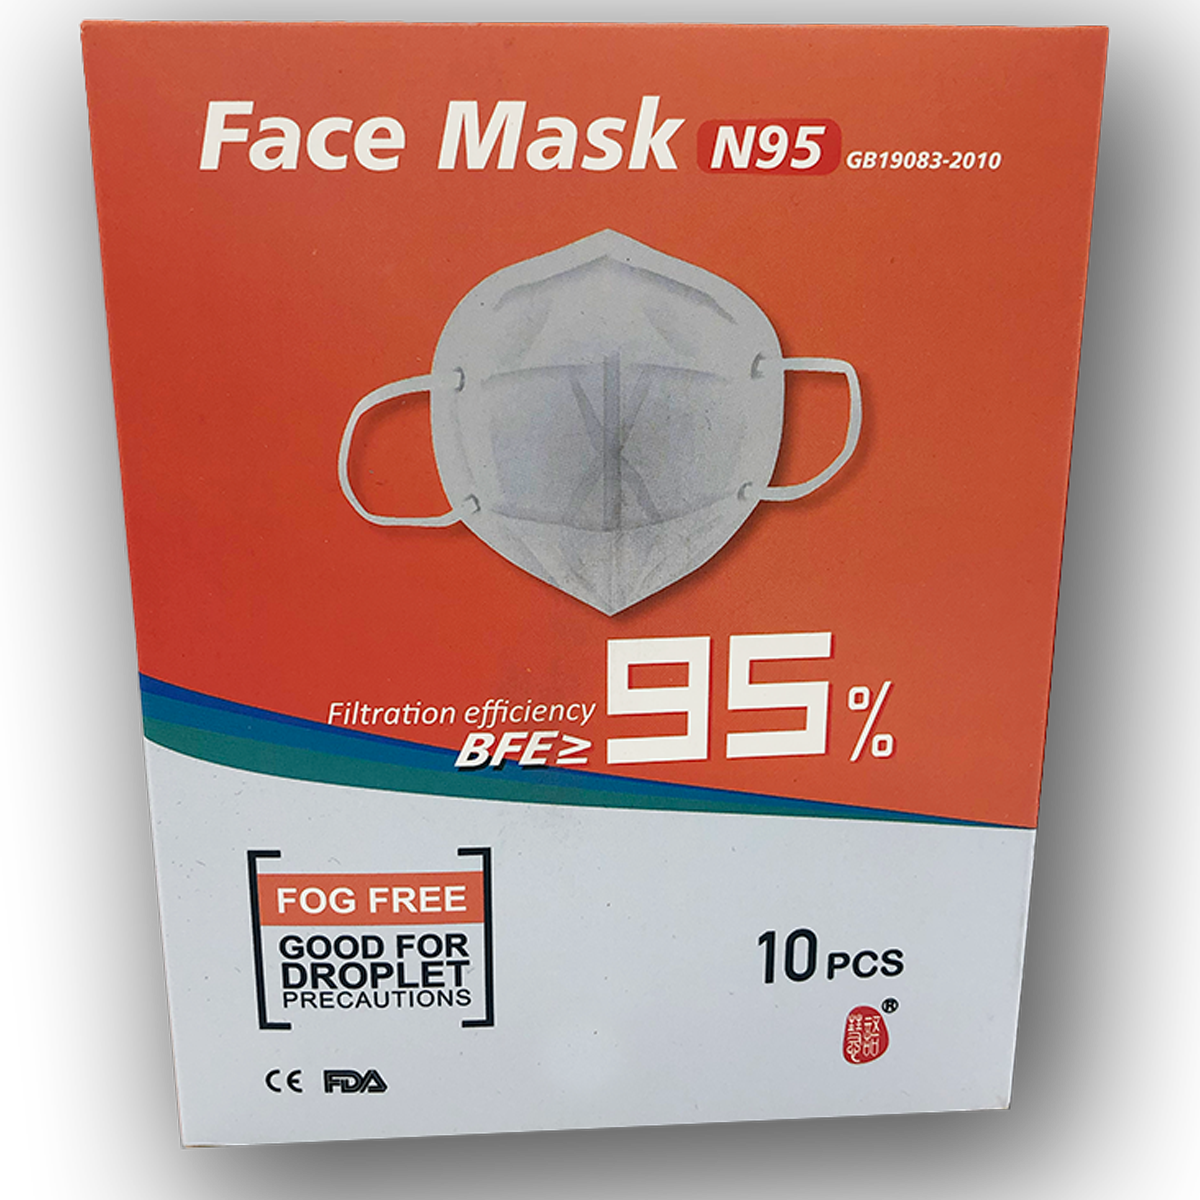 Face Mask N95 GB19083-2010
Filtration efficiency
BFE≥ 95%
FOG FREE
GOOD FOR
DROPLET
PRECAUTIONS
10 PCS
®
CE FDA